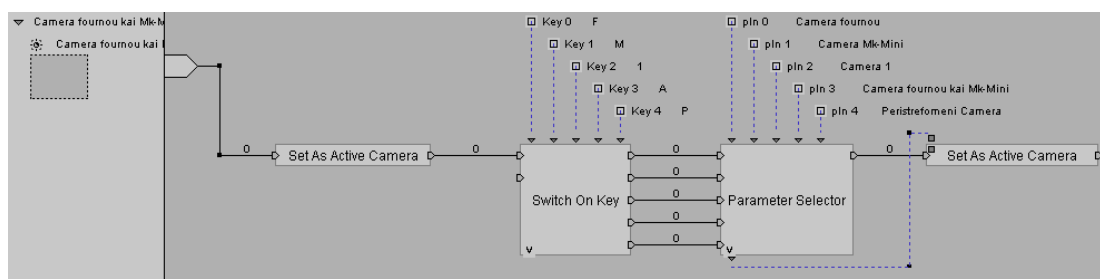 Camera fournou kai Mk-M
Camera fournou kai
Key 0 F
Key 1 M
Key 2 1
Key 3 A
Key 4 P
pIn 0 Camera fournou
pIn 1 Camera Mk-Mini
pIn 2 Camera 1
pIn 3 Camera fournou kai Mk-Mini
pIn 4 Peristrefomeni Camera
0 Set As Active Camera 0
Switch On Key
V
0
0
0
0
0
Parameter Selector
V
0 Set As Active Camera